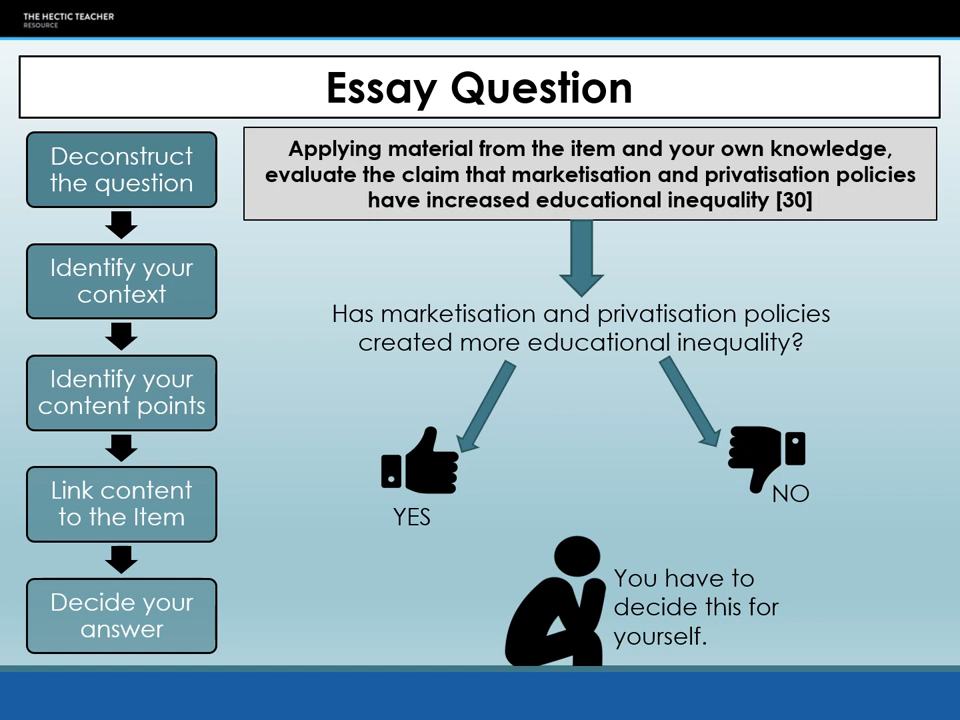 THE HECTIC TEACHER
RESOURCE
Essay Question
Deconstruct
the question
Identify your
context
Identify your
content points
Link content
to the Item
Decide your
answer
Applying material from the item and your own knowledge,
evaluate the claim that marketisation and privatisation policies
have increased educational inequality [30]
Has marketisation and privatisation policies
created more educational inequality?
YES
NO
You have to
decide this for
yourself.